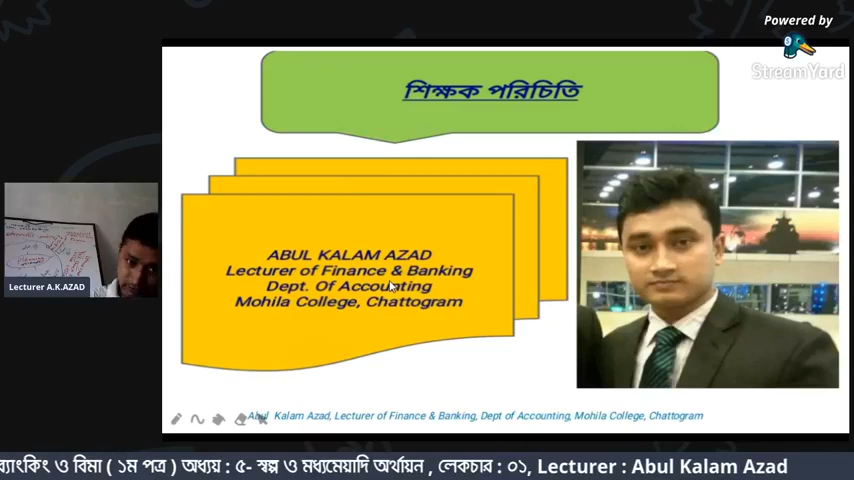 Powered by
StreamYard
শিক্ষক পরিচিতি
ABUL KALAM AZAD
Lecturer of Finance & Banking
Dept. Of Accounting
Mohila College, Chattogram
Lecturer A.K.AZAD
Abul Kalam Azad, Lecturer of Finance & Banking, Dept of Accounting, Mohila College, Chattogram
ব্যাংকিং ও বিমা ( ১ম পত্র ) অধ্যায় : ৫- স্বল্প ও মধ্যমেয়াদি অর্থায়ন , লেকচার : ০১, Lecturer : Abul Kalam Azad